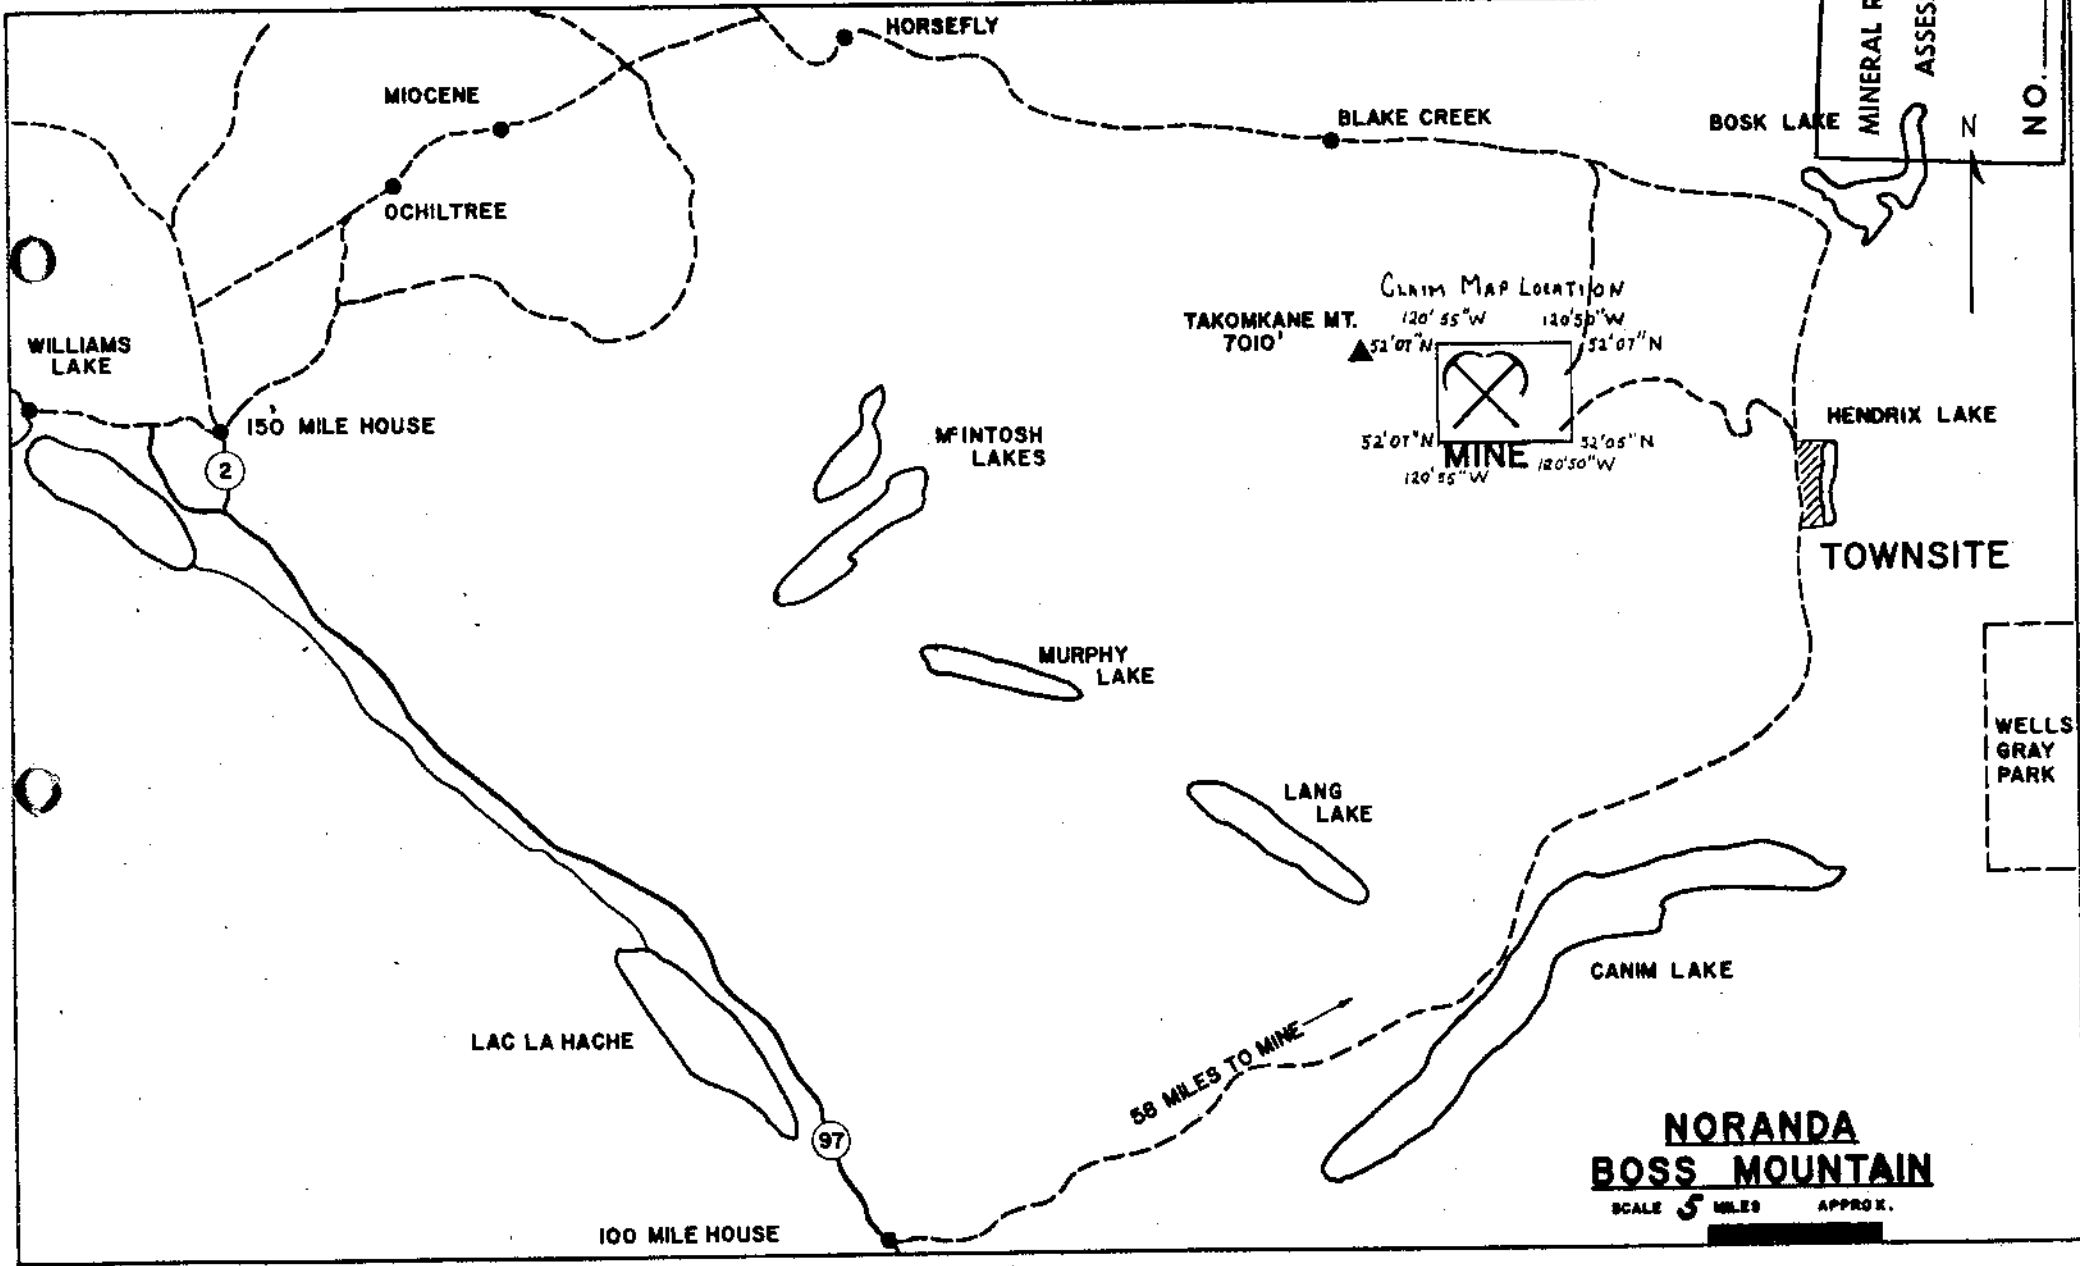 HORSEFLY
MINERAL R
ASSES
NO.
MIOCENE
BLAKE CREEK
BOSK LAKE
N
OCHILTREE
CLAIM MAP LOCATION
120'55"W 120'50"W
TAKOMKANE MT.
7010'
52'07"N 52'07"N
WILLIAMS
LAKE
150 MILE HOUSE
2
McINTOSH
LAKES
HENDRIX LAKE
52'07"N 52'05"N
MINE
120'55"W 120'50"W
TOWNSITE
MURPHY
LAKE
WELLS
GRAY
PARK
LANG
LAKE
CANIM LAKE
LAC LA HACHE
58 MILES TO MINE
97
100 MILE HOUSE
NORANDA
BOSS MOUNTAIN
SCALE 5 MILES APPROX.